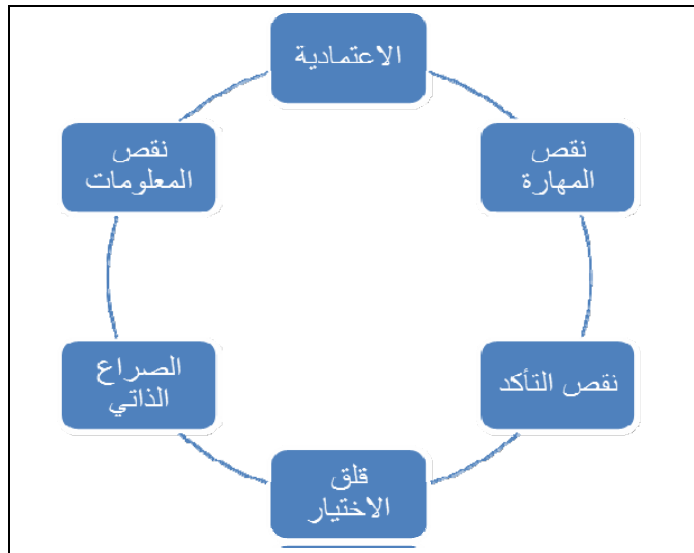 الاعتمادية
نقص
المهارة
نقص التأكد
قلق
الاختيار
الصراع
الذاتي
نقص
المعلومات